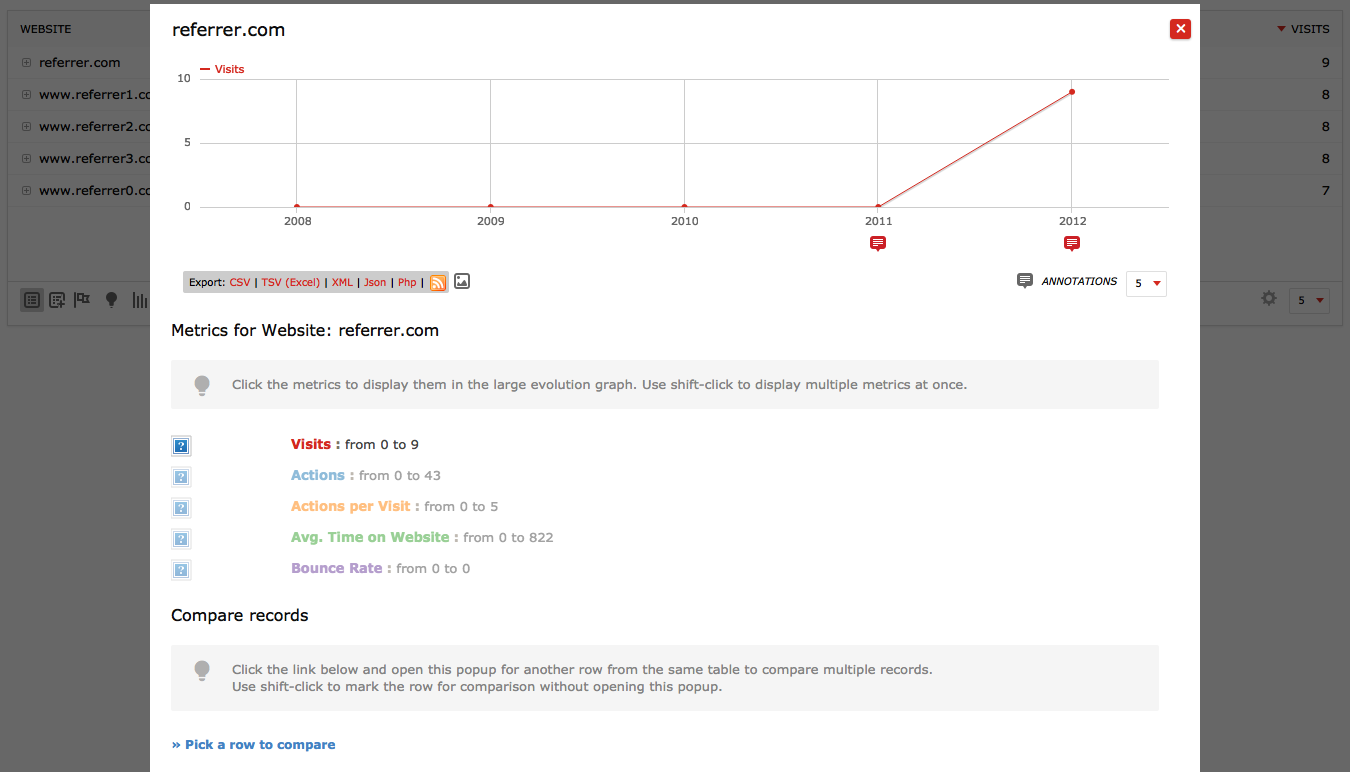 WEBSITE
VISITS
referrer.com
9
www.referrer1.co
8
www.referrer2.co
8
www.referrer3.co
8
www.referrer0.co
7
5
referrer.com
Visits
10
5
0
2008 2009 2010 2011 2012
Export: CSV | TSV (Excel) | XML | Json | Php |
ANNOTATIONS 5
Metrics for Website: referrer.com
Click the metrics to display them in the large evolution graph. Use shift-click to display multiple metrics at once.
? Visits : from 0 to 9
? Actions : from 0 to 43
? Actions per Visit : from 0 to 5
? Avg. Time on Website : from 0 to 822
? Bounce Rate : from 0 to 0
Compare records
Click the link below and open this popup for another row from the same table to compare multiple records.
Use shift-click to mark the row for comparison without opening this popup.
» Pick a row to compare